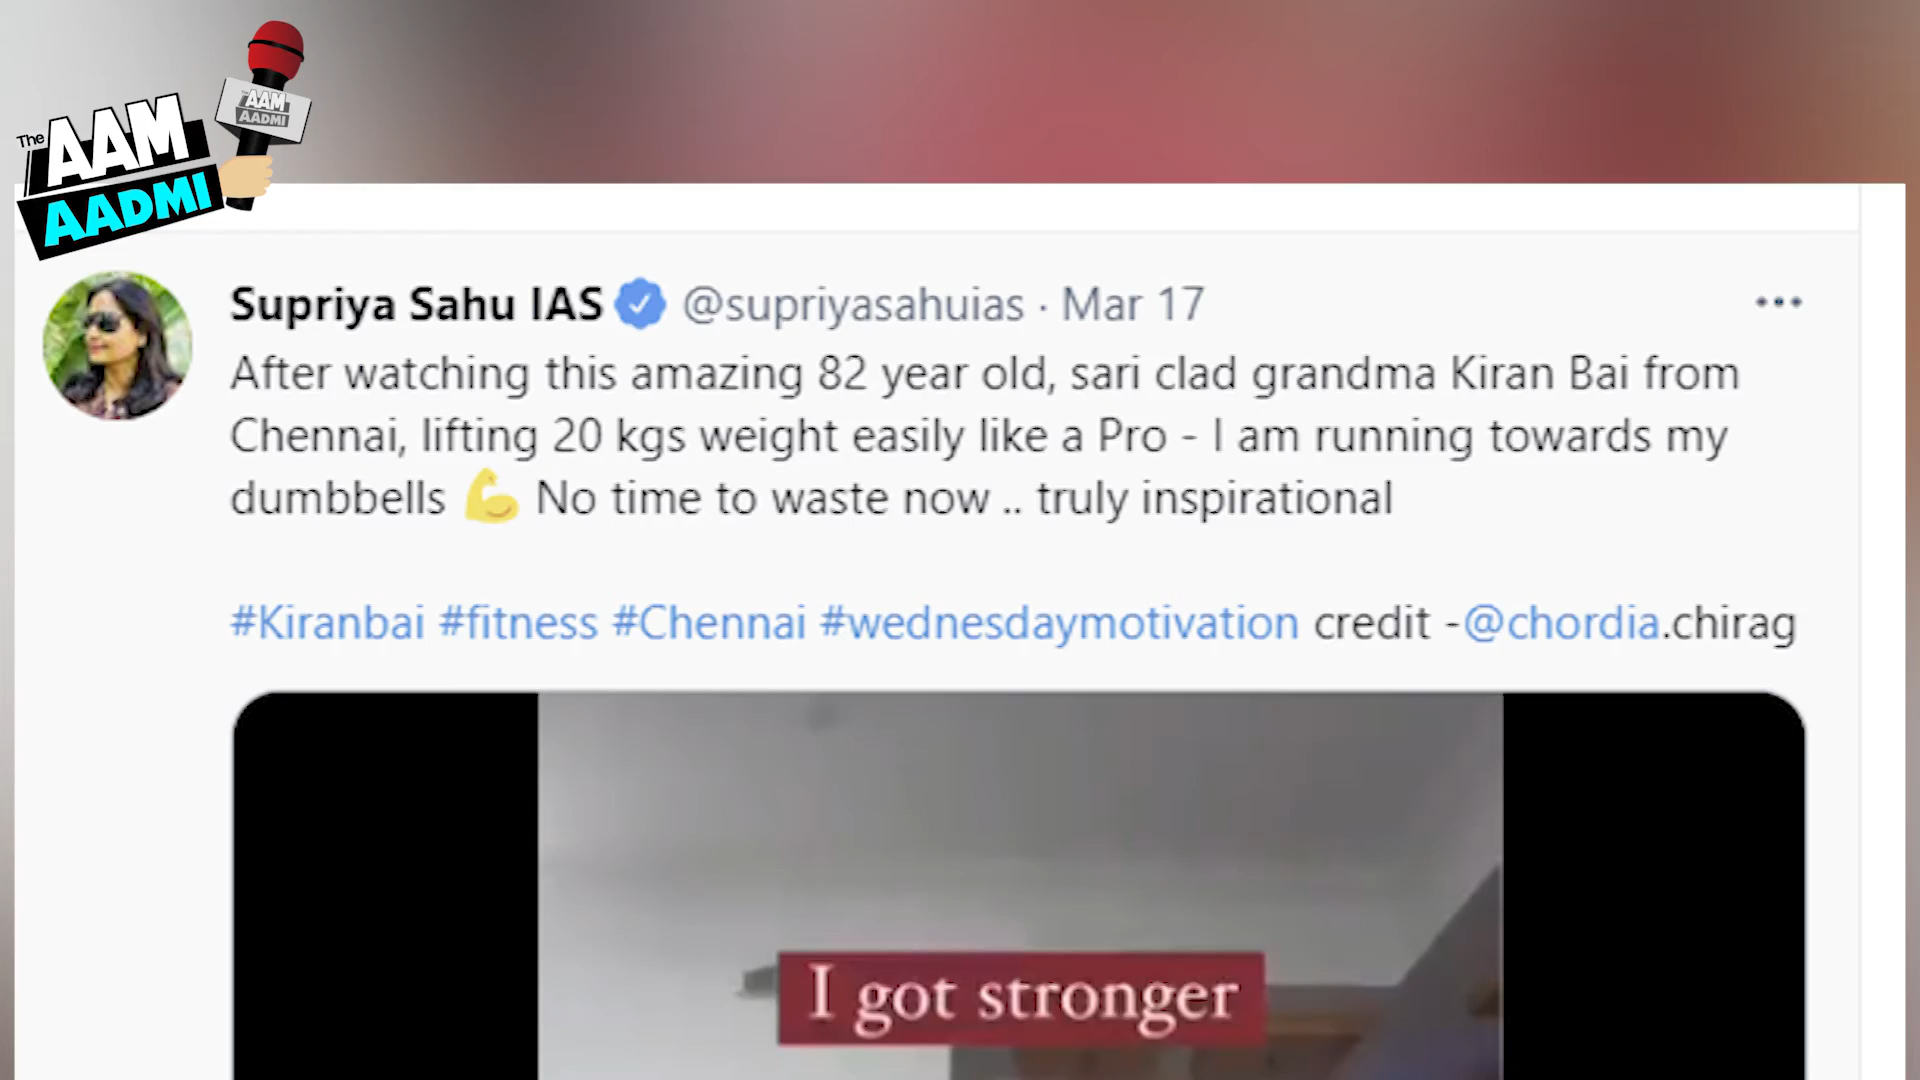 The
AAM
AADMI
THE
AAM
AADMI
Supriya Sahu IAS @supriyasahuias · Mar 17
After watching this amazing 82 year old, sari clad grandma Kiran Bai from
Chennai, lifting 20 kgs weight easily like a Pro - I am running towards my
dumbbells 💪 No time to waste now .. truly inspirational
#Kiranbai #fitness #Chennai #wednesdaymotivation credit -@chordia.chirag
I got stronger